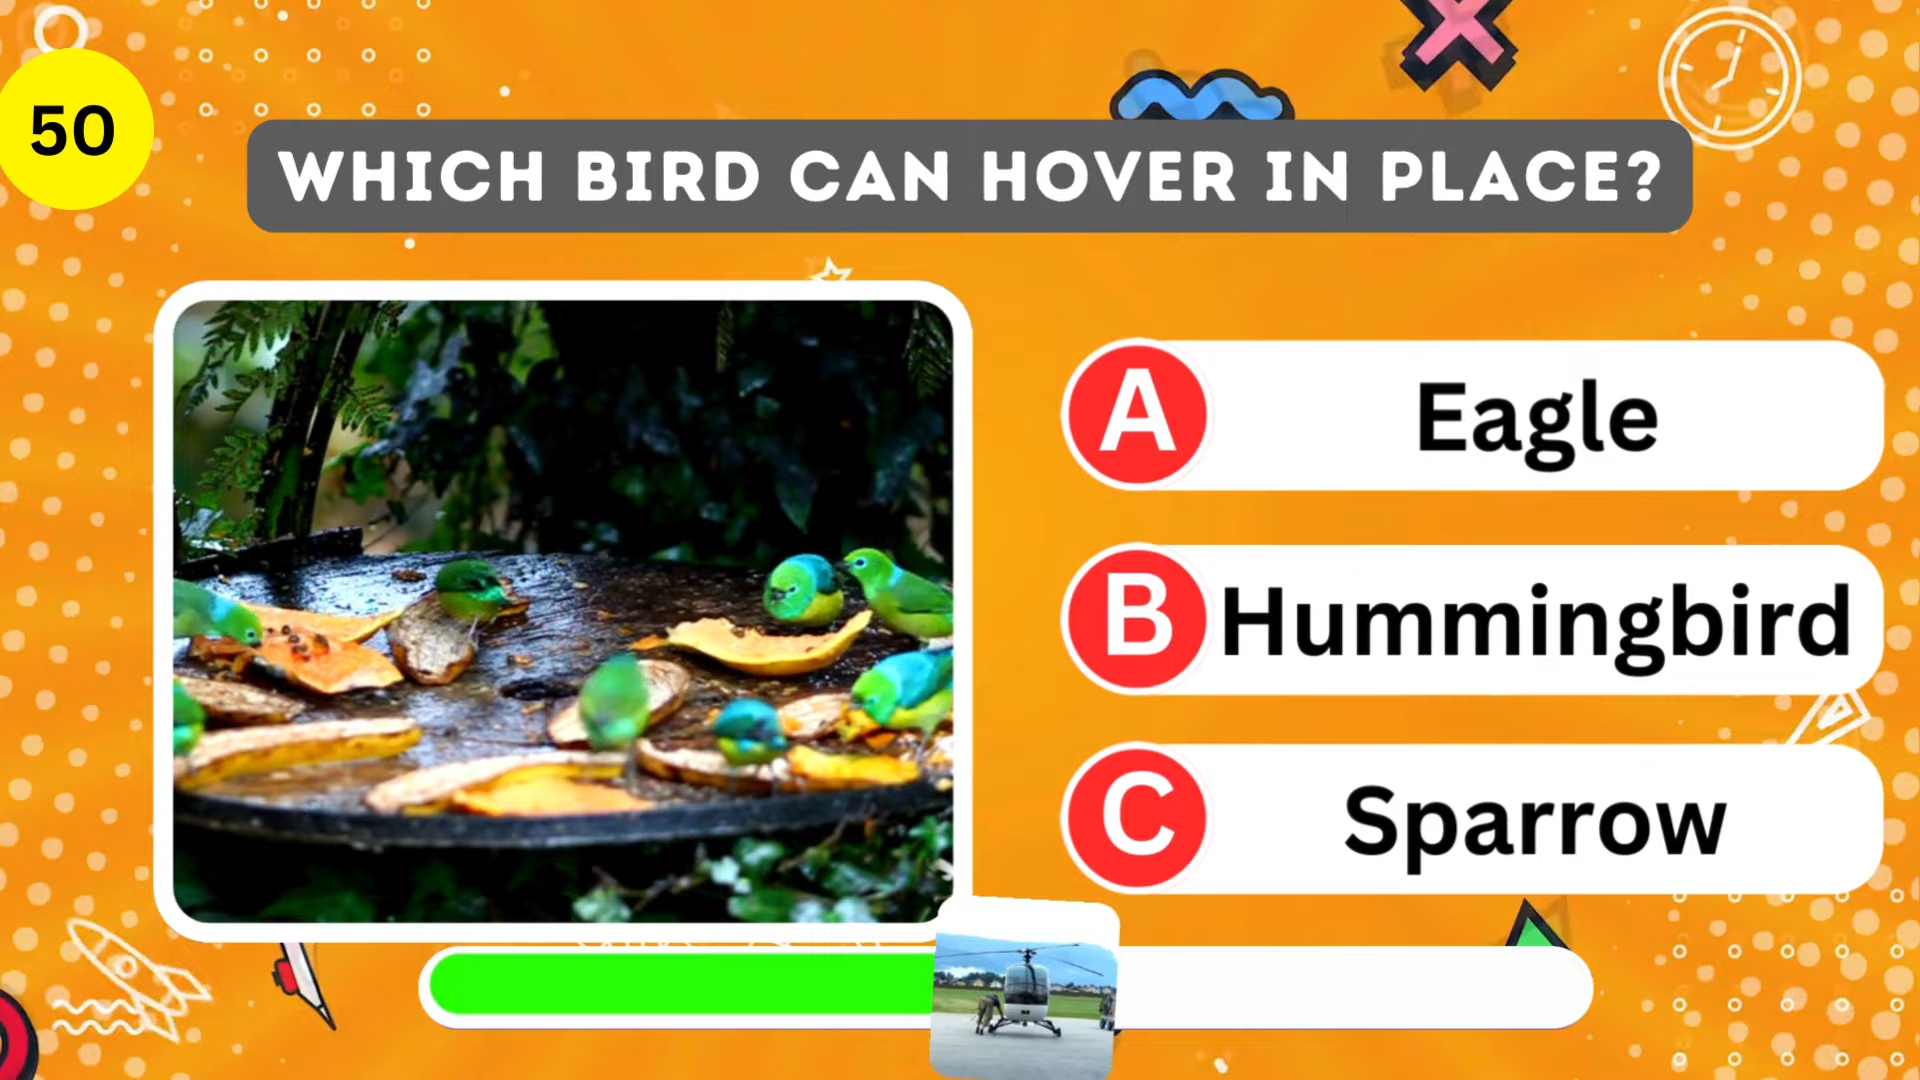 50
WHICH BIRD CAN HOVER IN PLACE?
A Eagle
B Hummingbird
C Sparrow